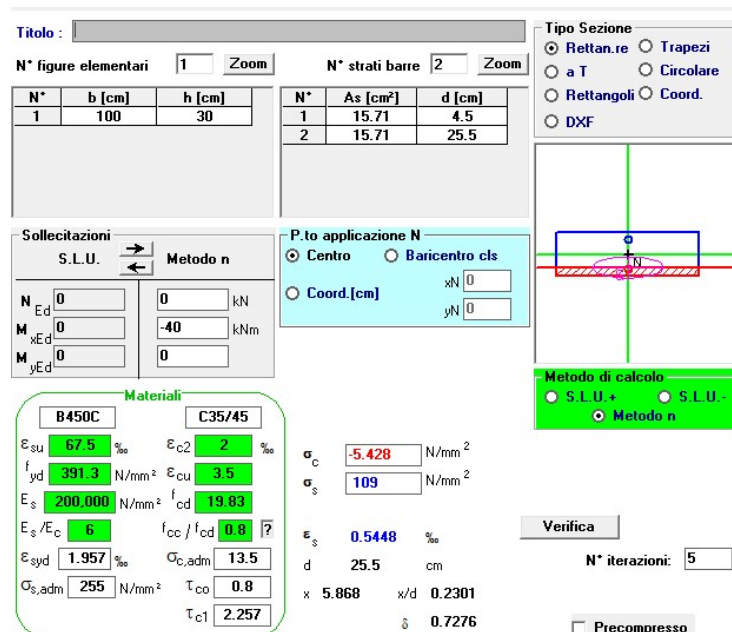 Titolo :
N* figure elementari 1 Zoom
N* strati barre 2 Zoom
N* b [cm] h [cm]
1 100 30
N* As [cm²] d [cm]
1 15.71 4.5
2 15.71 25.5
Tipo Sezione
Rettan.re Trapezi
a T Circolare
Rettangoli Coord.
DXF
N
Sollecitazioni
S.L.U. Metodo n
N Ed 0 0 kN
M xEd 0 -40 kNm
M yEd 0 0
P.to applicazione N
Centro Baricentro cls
Coord.[cm] xN 0
yN 0
Metodo di calcolo
S.L.U.+ S.L.U.-
Metodo n
Materiali
B450C C35/45
εsu 67.5 ‰ εc2 2 ‰
fyd 391.3 N/mm² εcu 3.5
Es 200,000 N/mm² fcd 19.83
Es /Ec 6 fcc / fcd 0.8 ?
εsyd 1.957 ‰ σc,adm 13.5
σs,adm 255 N/mm² τco 0.8
τc1 2.257
σc -5.428 N/mm²
σs 109 N/mm²
εs 0.5448 ‰
d 25.5 cm
x 5.868 x/d 0.2301
δ 0.7276
Verifica
N* iterazioni: 5
Precompresso